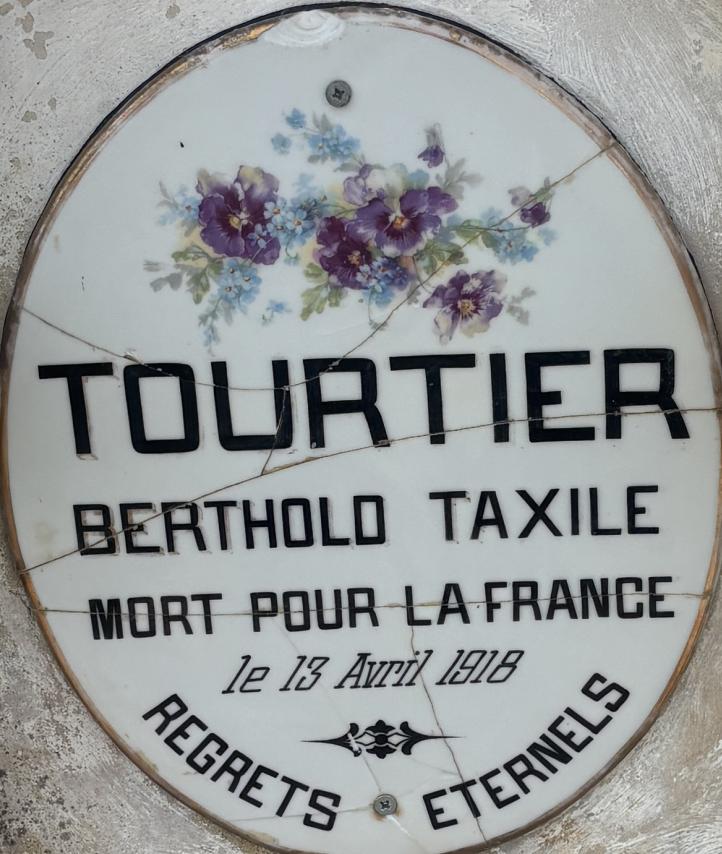 TOURTIER
BERTHOLD TAXILE
MORT POUR LA FRANCE
le 13 Avril 1918
REGRETS ETERNELS